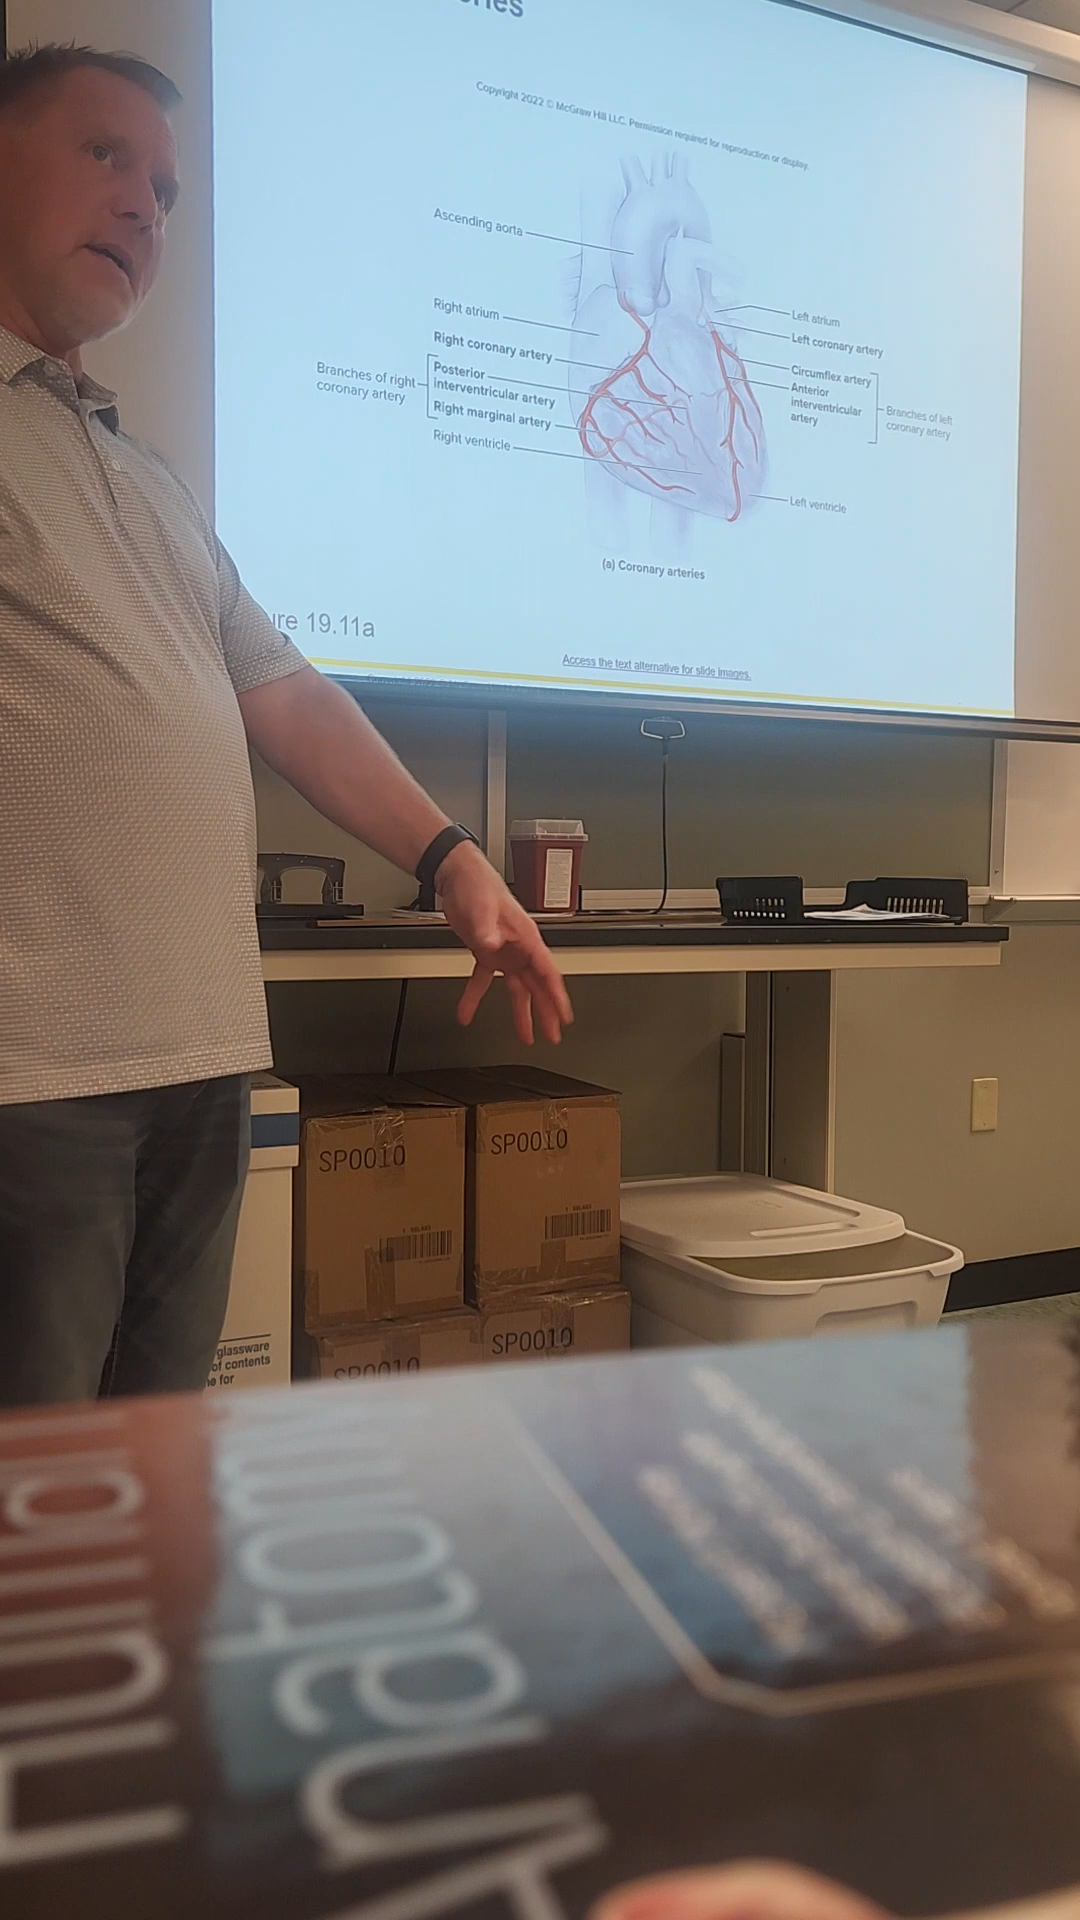 Copyright 2022 © McGraw Hill LLC. Permission required for reproduction or display.
Ascending aorta
Right atrium
Right coronary artery
Branches of right
coronary artery
Posterior
interventricular artery
Right marginal artery
Right ventricle
Left atrium
Left coronary artery
Circumflex artery
Anterior
interventricular
artery
Branches of left
coronary artery
Left ventricle
(a) Coronary arteries
19.11a
Access the text alternative for slide images.
SP0010
SP0010
SP0010
SP0010
glassware
of contents
for
Human
Anatomy